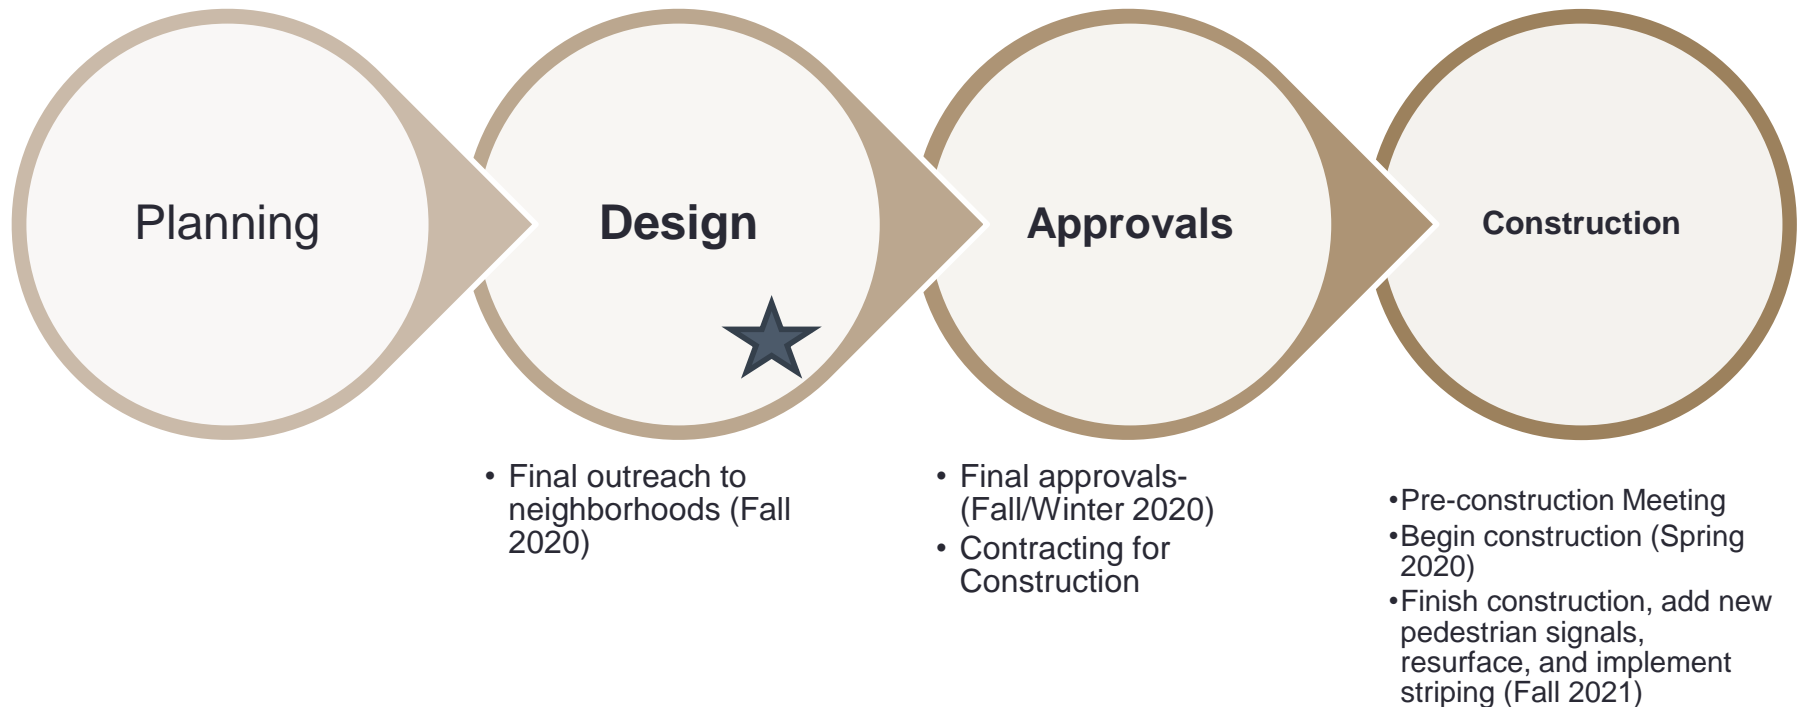 Planning
Design
Approvals
Construction
• Final outreach to
neighborhoods (Fall
2020)
• Final approvals-
(Fall/Winter 2020)
• Contracting for
Construction
•Pre-construction Meeting
•Begin construction (Spring
2020)
•Finish construction, add new
pedestrian signals,
resurface, and implement
striping (Fall 2021)